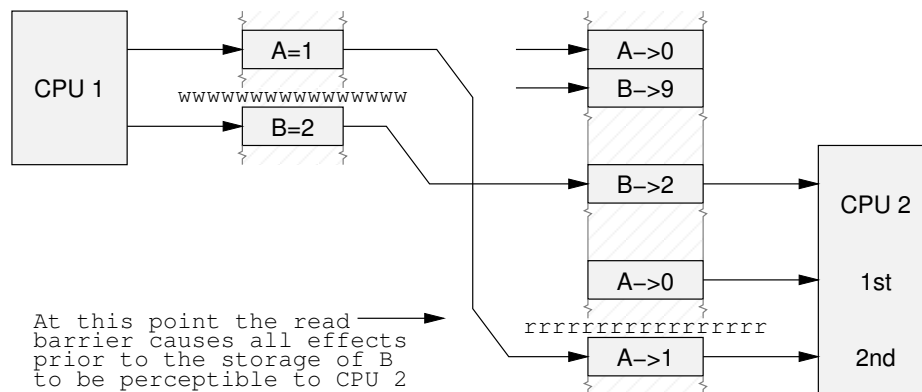 A=1
A->0
CPU 1
B->9
wwwwwwwwwwwwwwww
B=2
B->2
CPU 2
A->0
1st
At this point the read
barrier causes all effects
prior to the storage of B
to be perceptible to CPU 2
rrrrrrrrrrrrrrrrr
A->1
2nd